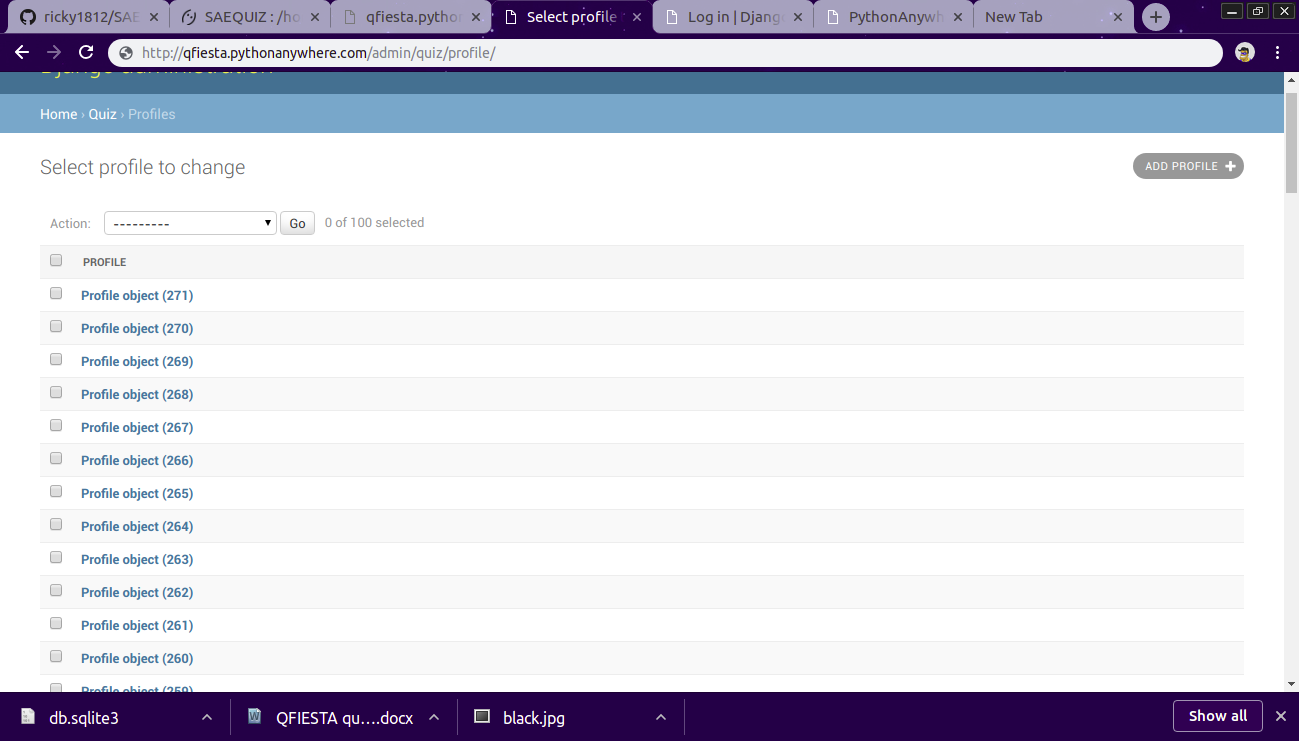 ricky1812/SAE
SAEQUIZ : /ho
qfiesta.python
Select profile
Log in | Djang
PythonAnywh
New Tab
http://qfiesta.pythonanywhere.com/admin/quiz/profile/
Django administration
Home › Quiz › Profiles
Select profile to change
ADD PROFILE +
Action: --------- Go 0 of 100 selected
PROFILE
Profile object (271)
Profile object (270)
Profile object (269)
Profile object (268)
Profile object (267)
Profile object (266)
Profile object (265)
Profile object (264)
Profile object (263)
Profile object (262)
Profile object (261)
Profile object (260)
Profile object (259)
db.sqlite3
QFIESTA qu....docx
black.jpg
Show all